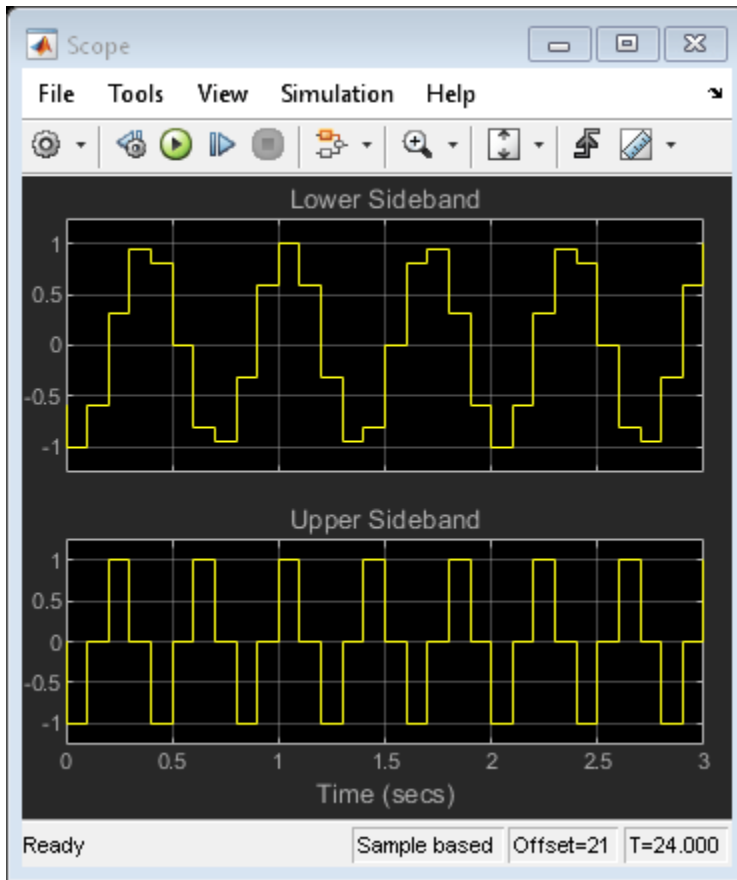 Scope
File Tools View Simulation Help
Lower Sideband
1
0.5
0
-0.5
-1
Upper Sideband
1
0.5
0
-0.5
-1
0 0.5 1 1.5 2 2.5 3
Time (secs)
Ready Sample based Offset=21 T=24.000